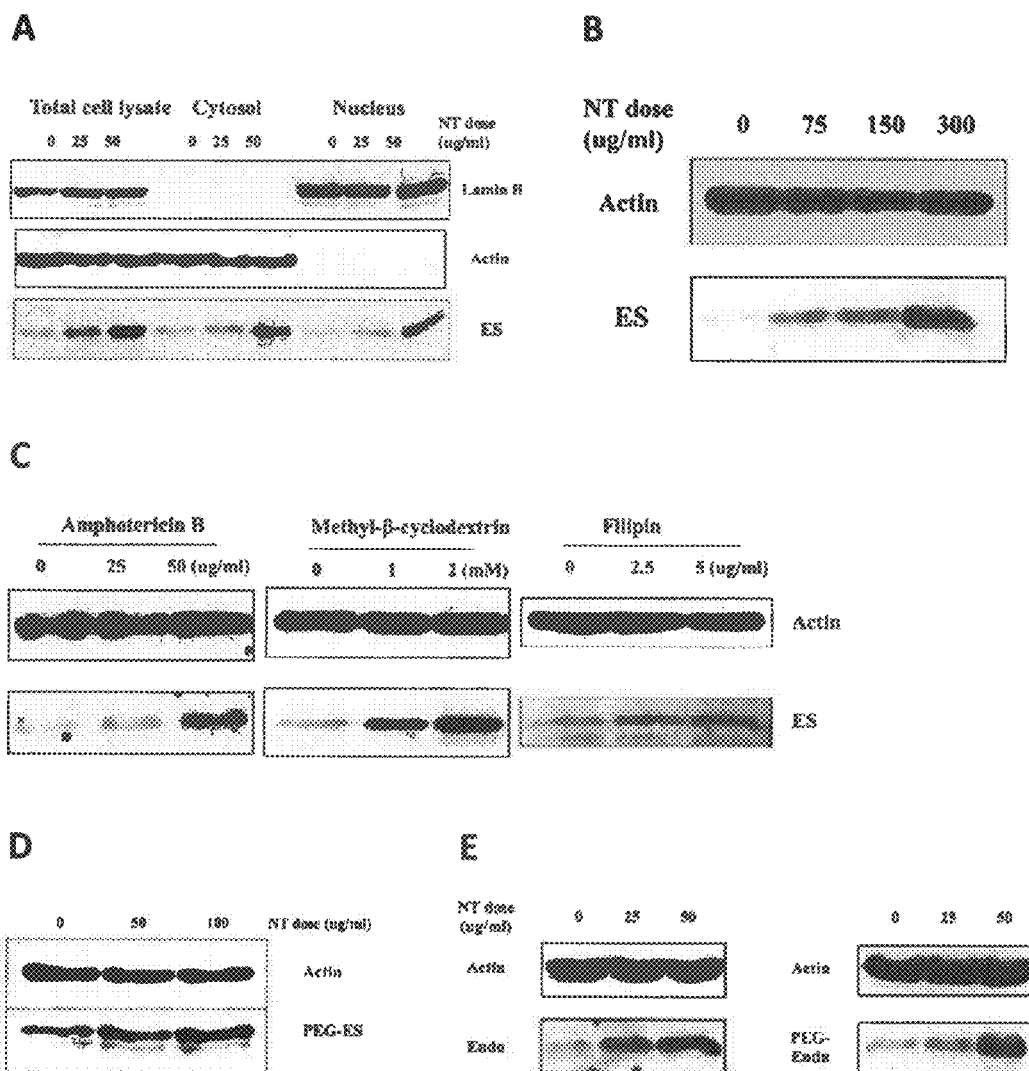 A
Total cell lysate Cytosol Nucleus NT dose (ug/ml)
0 25 50 0 25 50 0 25 50
Lamin B
Actin
ES
B
NT dose (ug/ml) 0 75 150 300
Actin
ES
C
Amphotericin B Methyl-β-cyclodextrin Filipin
0 25 50 (ug/ml) 0 1 2 (mM) 0 2.5 5 (ug/ml)
Actin
ES
D
0 50 100 NT dose (ug/ml)
Actin
PEG-ES
E
NT dose (ug/ml) 0 25 50 0 25 50
Actin Actin
Endu PEG-Endu